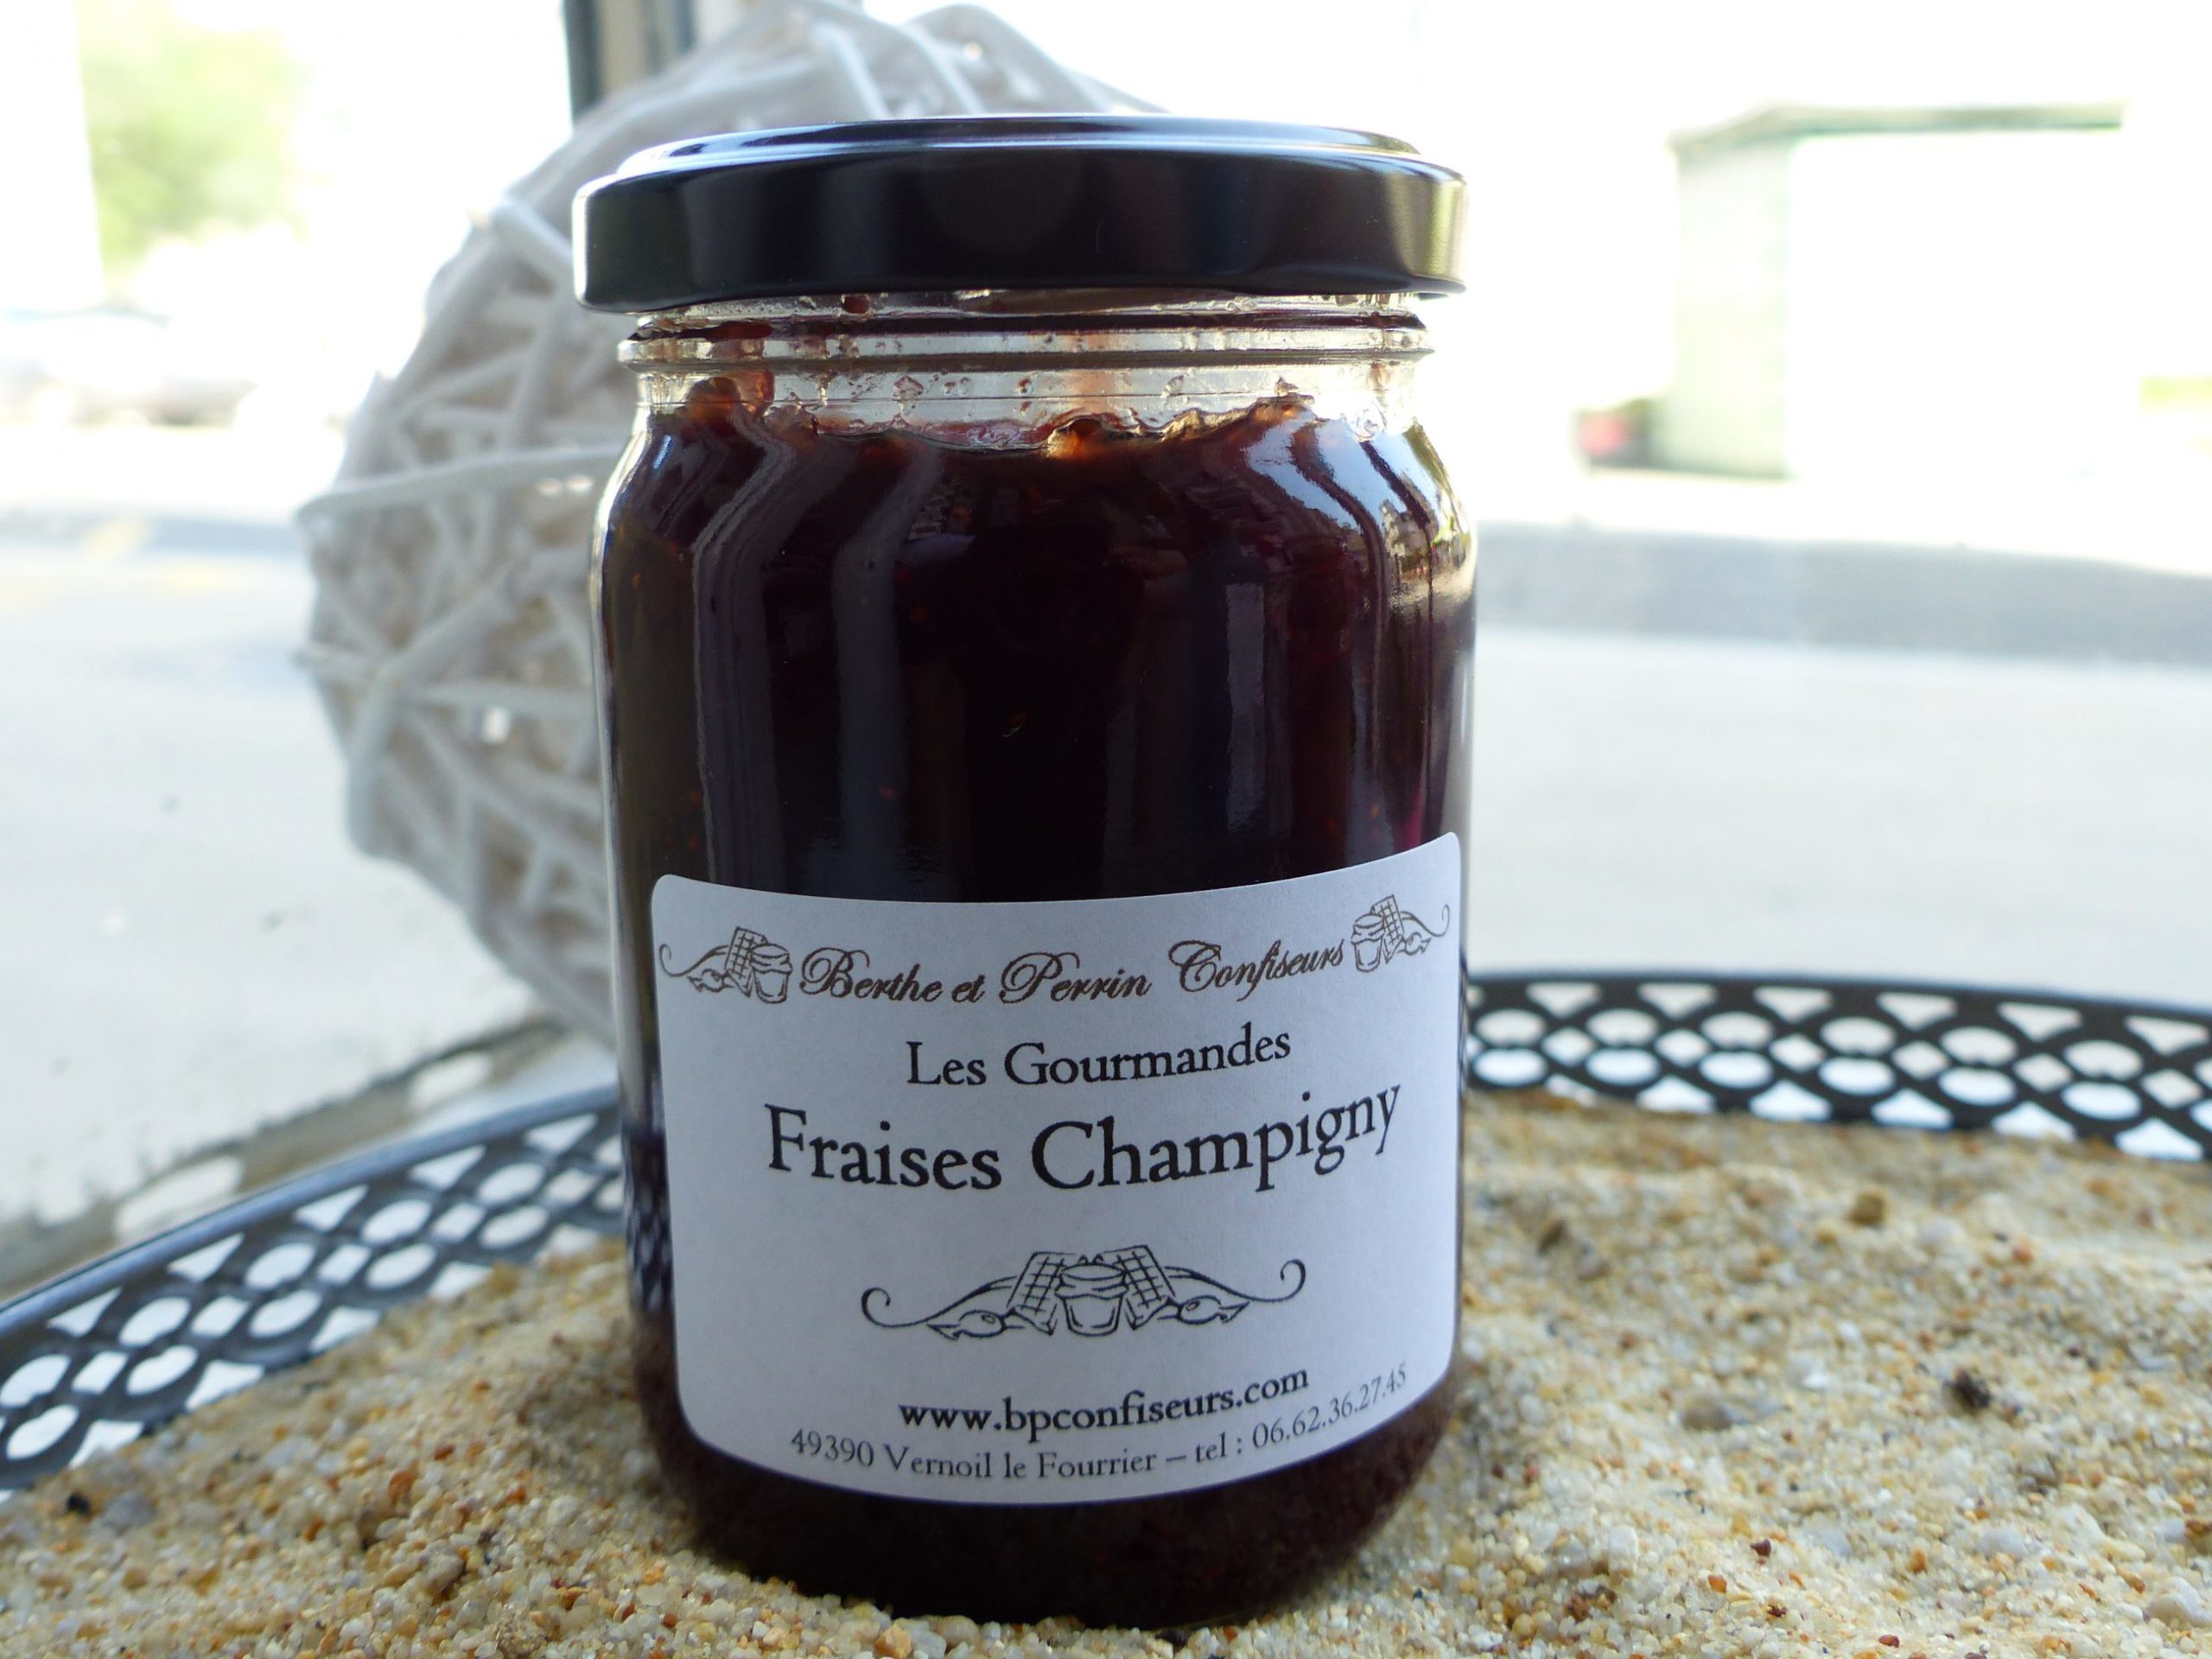 Berthe et Perrin Confiseurs
Les Gourmandes
Fraises Champigny
www.bpconfiseurs.com
49390 Vernoil le Fourrier – tel : 06.62.36.27.45